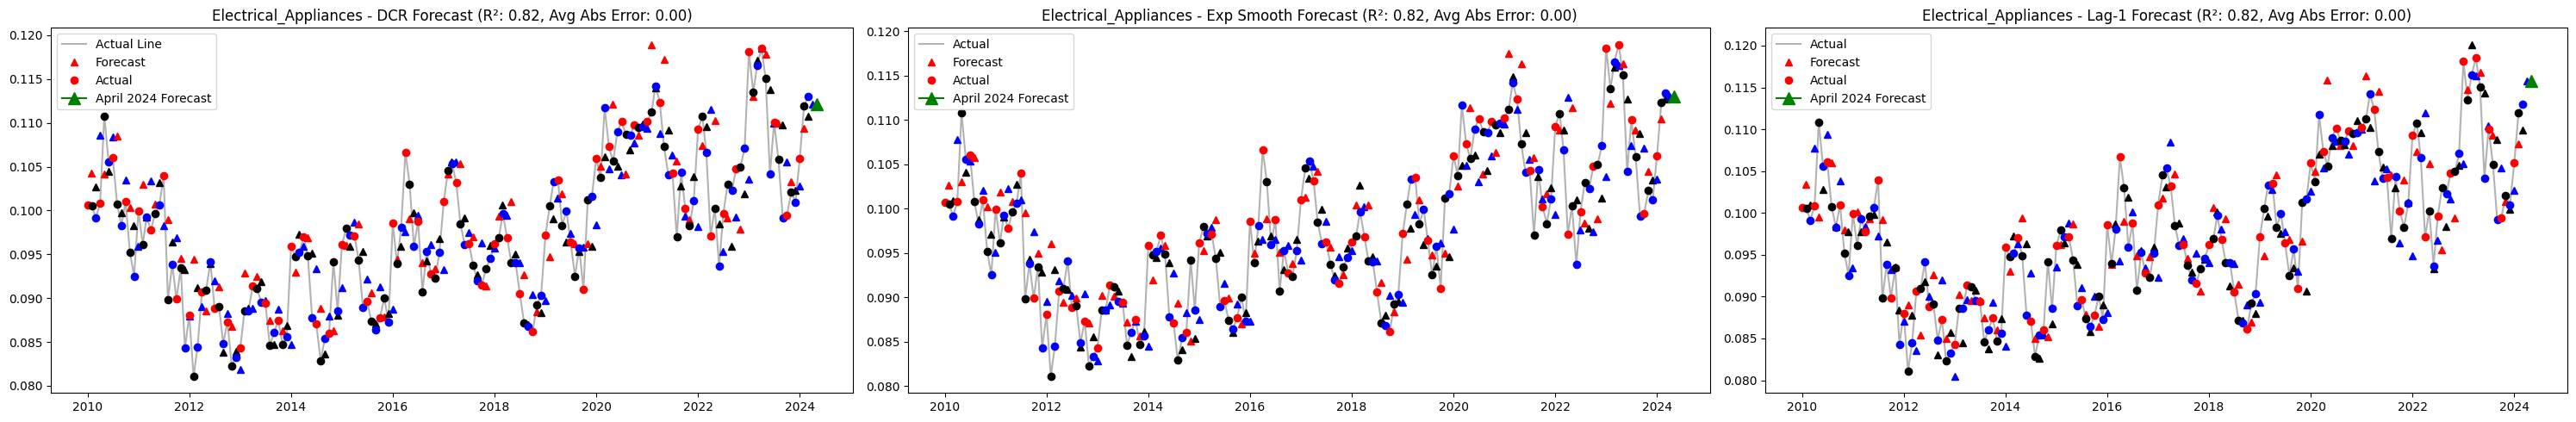 Electrical_Appliances - DCR Forecast (R²: 0.82, Avg Abs Error: 0.00)
0.120
0.115
0.110
0.105
0.100
0.095
0.090
0.085
0.080
Actual Line
Forecast
Actual
April 2024 Forecast
2010 2012 2014 2016 2018 2020 2022 2024
Electrical_Appliances - Exp Smooth Forecast (R²: 0.82, Avg Abs Error: 0.00)
0.120
0.115
0.110
0.105
0.100
0.095
0.090
0.085
0.080
Actual
Forecast
Actual
April 2024 Forecast
2010 2012 2014 2016 2018 2020 2022 2024
Electrical_Appliances - Lag-1 Forecast (R²: 0.82, Avg Abs Error: 0.00)
0.120
0.115
0.110
0.105
0.100
0.095
0.090
0.085
0.080
Actual
Forecast
Actual
April 2024 Forecast
2010 2012 2014 2016 2018 2020 2022 2024